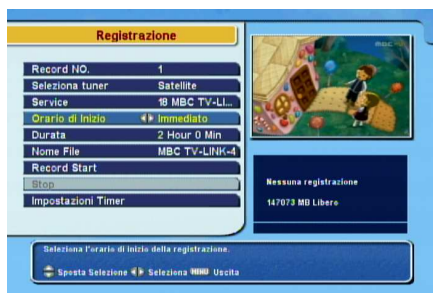 Registrazione
Record NO. 1
Seleziona tuner Satellite
Service 18 MBC TV-LI...
Orario di Inizio Immediato
Durata 2 Hour 0 Min
Nome File MBC TV-LINK-4
Record Start
Stop
Impostazioni Timer
mbc
Nessuna registrazione
147073 MB Libero
Seleziona l'orario di inizio della registrazione.
Sposta Selezione Seleziona MENU Uscita